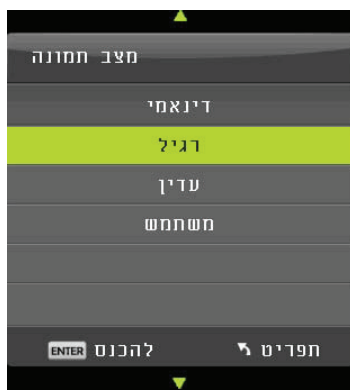 מצב תמונה
דינאמי
רגיל
עדין
משתמש
תפריט להכנס ENTER